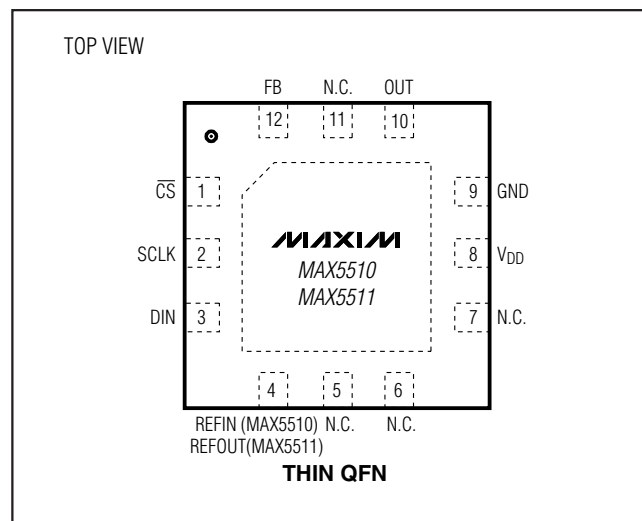 TOP VIEW
FB N.C. OUT
12 11 10
C̅S̅ 1 9 GND
MAXIM
SCLK 2 MAX5510 8 VDD
MAX5511
DIN 3 7 N.C.
4 5 6
REFIN (MAX5510) N.C. N.C.
REFOUT(MAX5511)
THIN QFN